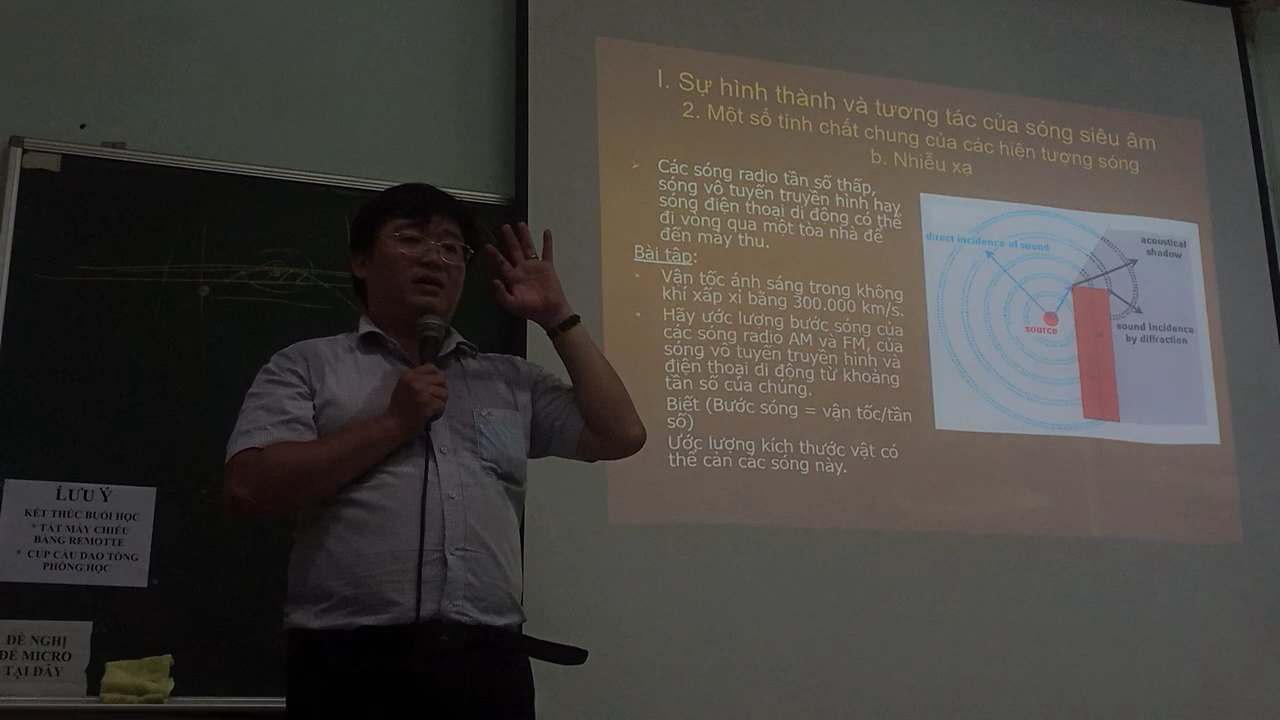 I. Sự hình thành và tương tác của sóng siêu âm
2. Một số tính chất chung của các hiện tượng sóng
b. Nhiễu xạ
Các sóng radio tần số thấp,
sóng vô tuyến truyền hình hay
sóng điện thoại di động có thể
đi vòng qua một tòa nhà để
đến máy thu.
Bài tập:
Vận tốc ánh sáng trong không
khí xấp xỉ bằng 300.000 km/s.
Hãy ước lượng bước sóng của
các sóng radio AM và FM, của
sóng vô tuyến truyền hình và
điện thoại di động từ khoảng
tần số của chúng.
Biết (Bước sóng = vận tốc/tần
số)
Ước lượng kích thước vật có
thể cản các sóng này.
direct incidence of sound
acoustical
shadow
source
sound incidence
by diffraction
LƯU Ý
KẾT THÚC BUỔI HỌC
* TẮT MÁY CHIẾU
BẰNG REMOTTE
* CÚP CẦU DAO TỔNG
PHÒNG HỌC
ĐỀ NGHỊ
ĐỂ MICRO
TẠI ĐÂY